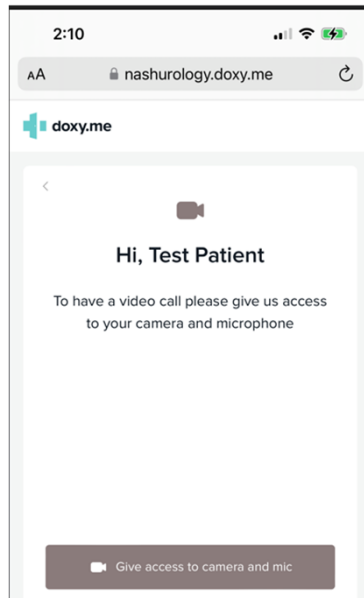 2:10
AA nashurology.doxy.me
doxy.me
Hi, Test Patient
To have a video call please give us access
to your camera and microphone
Give access to camera and mic